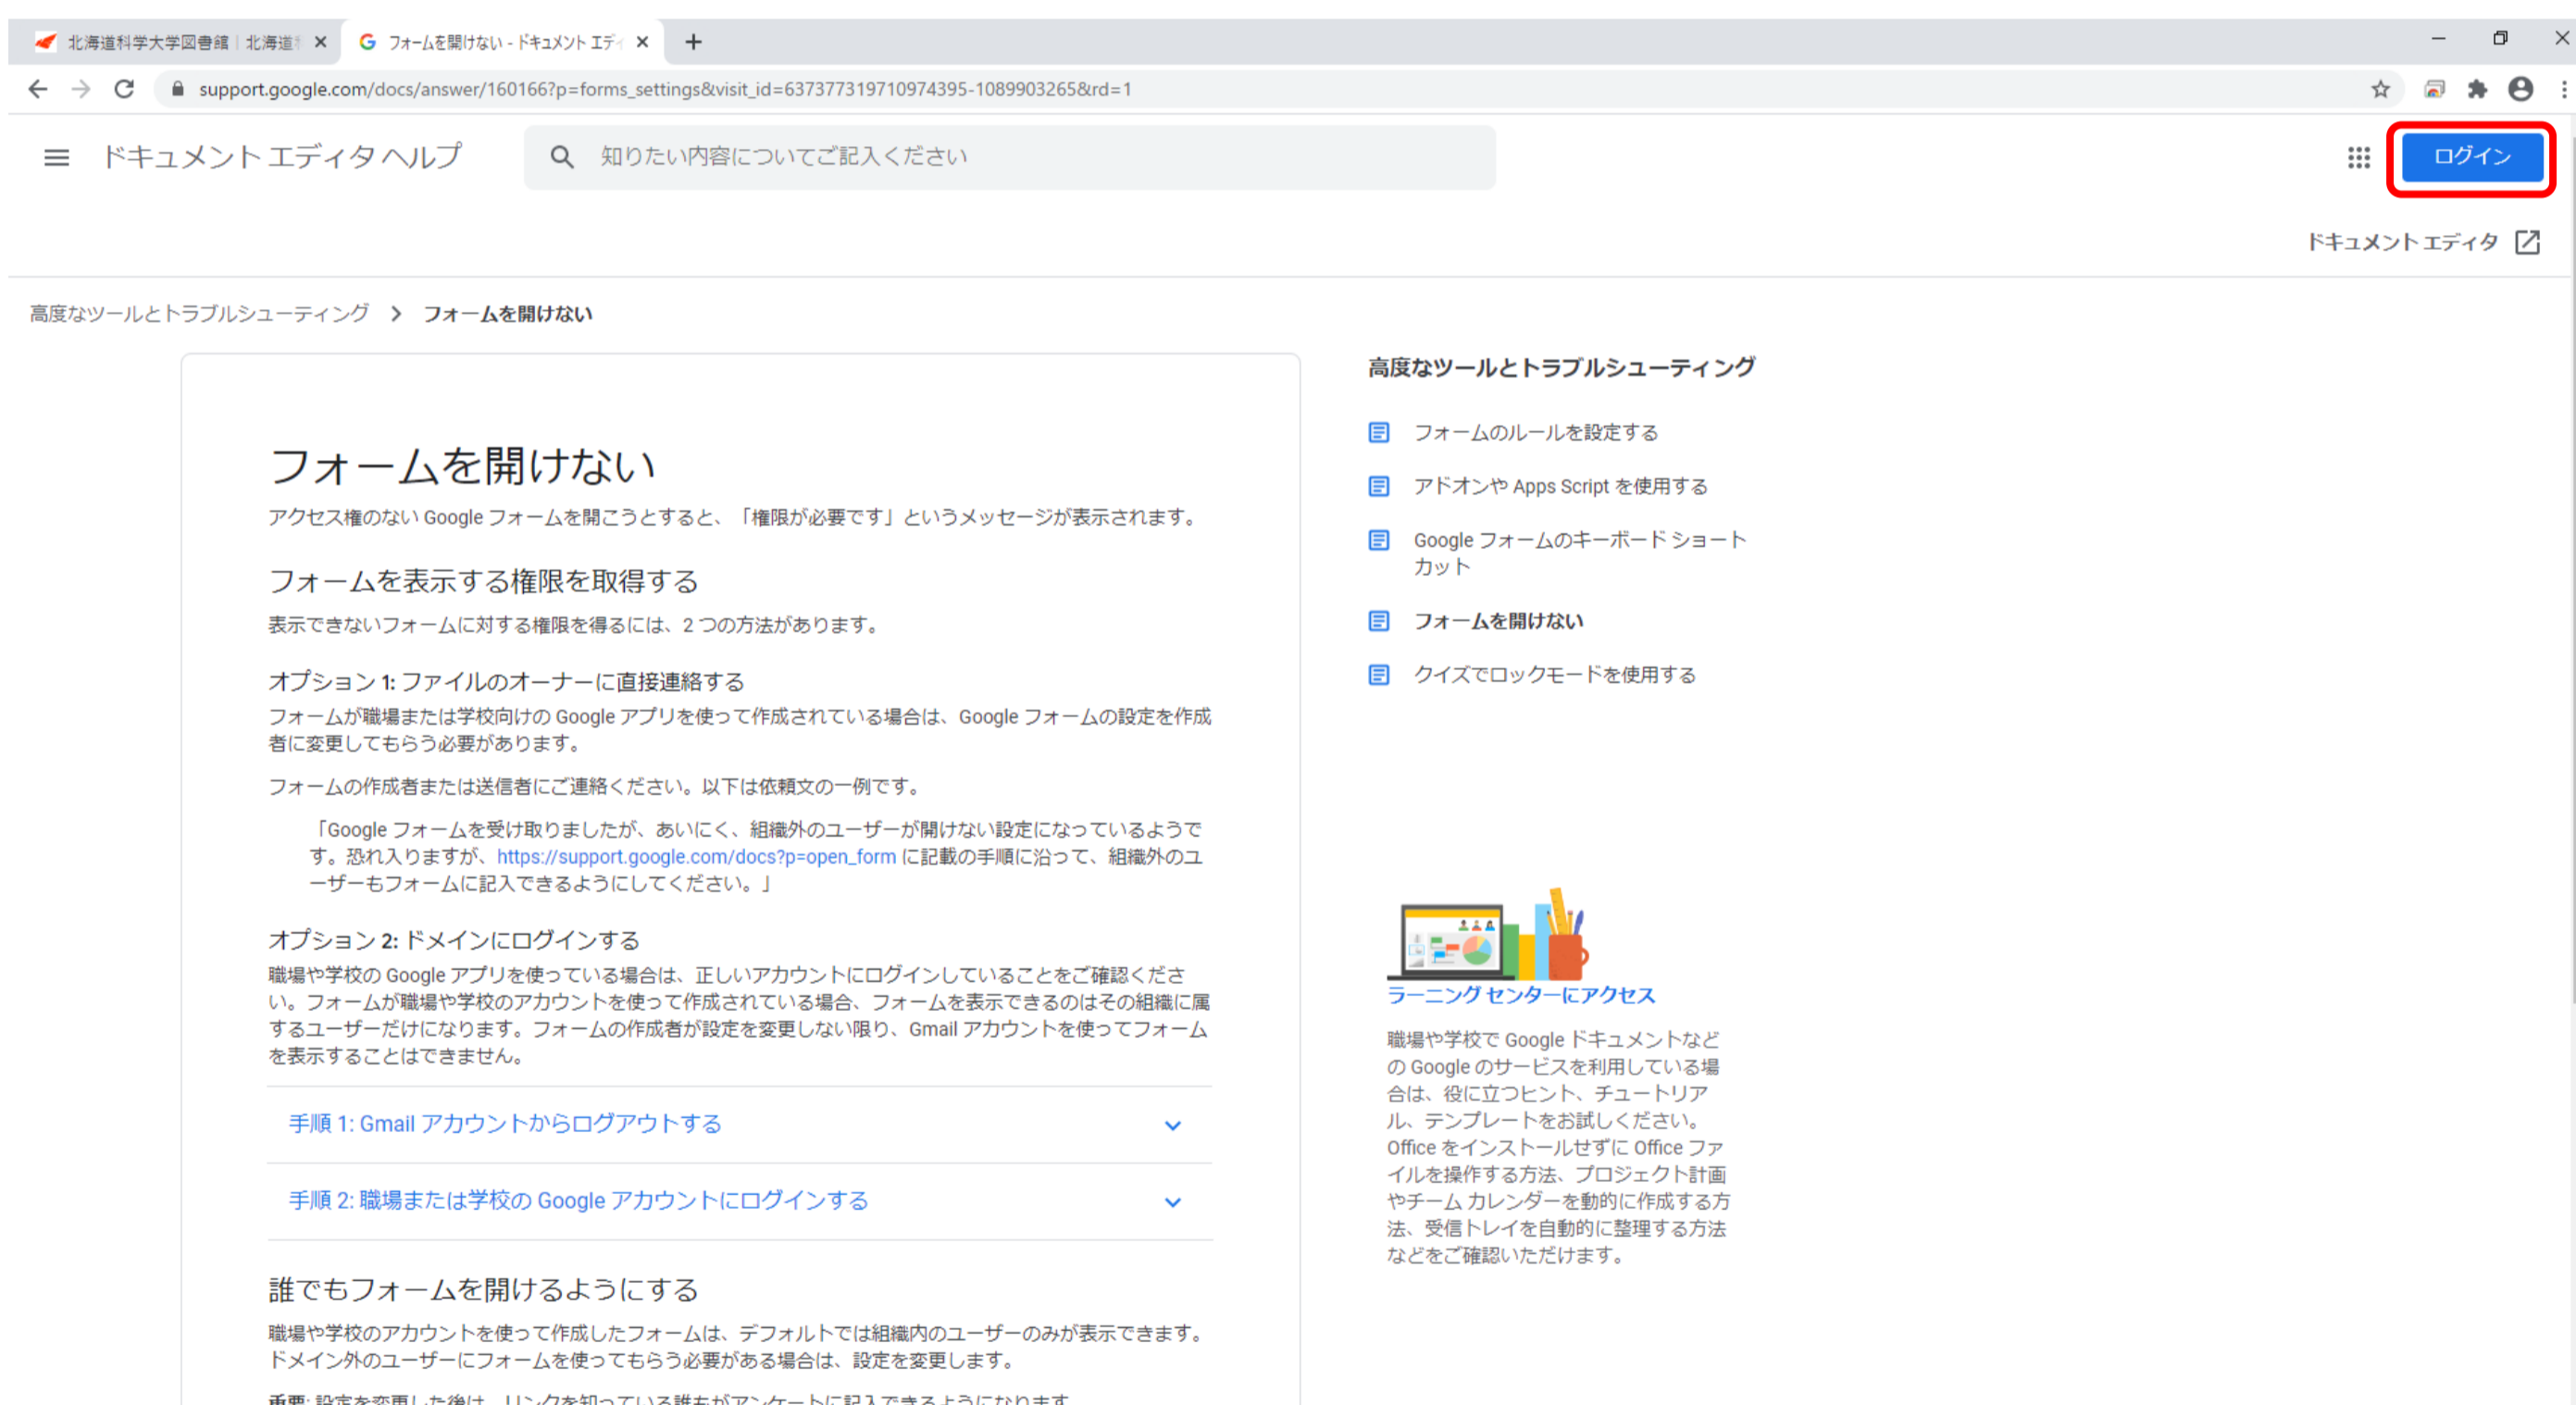 北海道科学大学図書館 | 北海道
フォームを開けない - ドキュメント エディ
support.google.com/docs/answer/160166?p=forms_settings&visit_id=637377319710974395-1089903265&rd=1
ドキュメント エディタ ヘルプ
知りたい内容についてご記入ください
ログイン
ドキュメント エディタ
高度なツールとトラブルシューティング > フォームを開けない
フォームを開けない
アクセス権のない Google フォームを開こうとすると、「権限が必要です」というメッセージが表示されます。
フォームを表示する権限を取得する
表示できないフォームに対する権限を得るには、2 つの方法があります。
オプション 1: ファイルのオーナーに直接連絡する
フォームが職場または学校向けの Google アプリを使って作成されている場合は、Google フォームの設定を作成
者に変更してもらう必要があります。
フォームの作成者または送信者にご連絡ください。以下は依頼文の一例です。
「Google フォームを受け取りましたが、あいにく、組織外のユーザーが開けない設定になっているようで
す。恐れ入りますが、https://support.google.com/docs?p=open_form に記載の手順に沿って、組織外のユ
ーザーもフォームに記入できるようにしてください。」
オプション 2: ドメインにログインする
職場や学校の Google アプリを使っている場合は、正しいアカウントにログインしていることをご確認くださ
い。フォームが職場や学校のアカウントを使って作成されている場合、フォームを表示できるのはその組織に属
するユーザーだけになります。フォームの作成者が設定を変更しない限り、Gmail アカウントを使ってフォーム
を表示することはできません。
手順 1: Gmail アカウントからログアウトする
手順 2: 職場または学校の Google アカウントにログインする
誰でもフォームを開けるようにする
職場や学校のアカウントを使って作成したフォームは、デフォルトでは組織内のユーザーのみが表示できます。
ドメイン外のユーザーにフォームを使ってもらう必要がある場合は、設定を変更します。
重要: 設定を変更した後は、リンクを知っている誰もがアンケートに記入できるようになります。
高度なツールとトラブルシューティング
フォームのルールを設定する
アドオンや Apps Script を使用する
Google フォームのキーボード ショート
カット
フォームを開けない
クイズでロックモードを使用する
ラーニング センターにアクセス
職場や学校で Google ドキュメントなど
の Google のサービスを利用している場
合は、役に立つヒント、チュートリア
ル、テンプレートをお試しください。
Office をインストールせずに Office ファ
イルを操作する方法、プロジェクト計画
やチーム カレンダーを動的に作成する方
法、受信トレイを自動的に整理する方法
などをご確認いただけます。